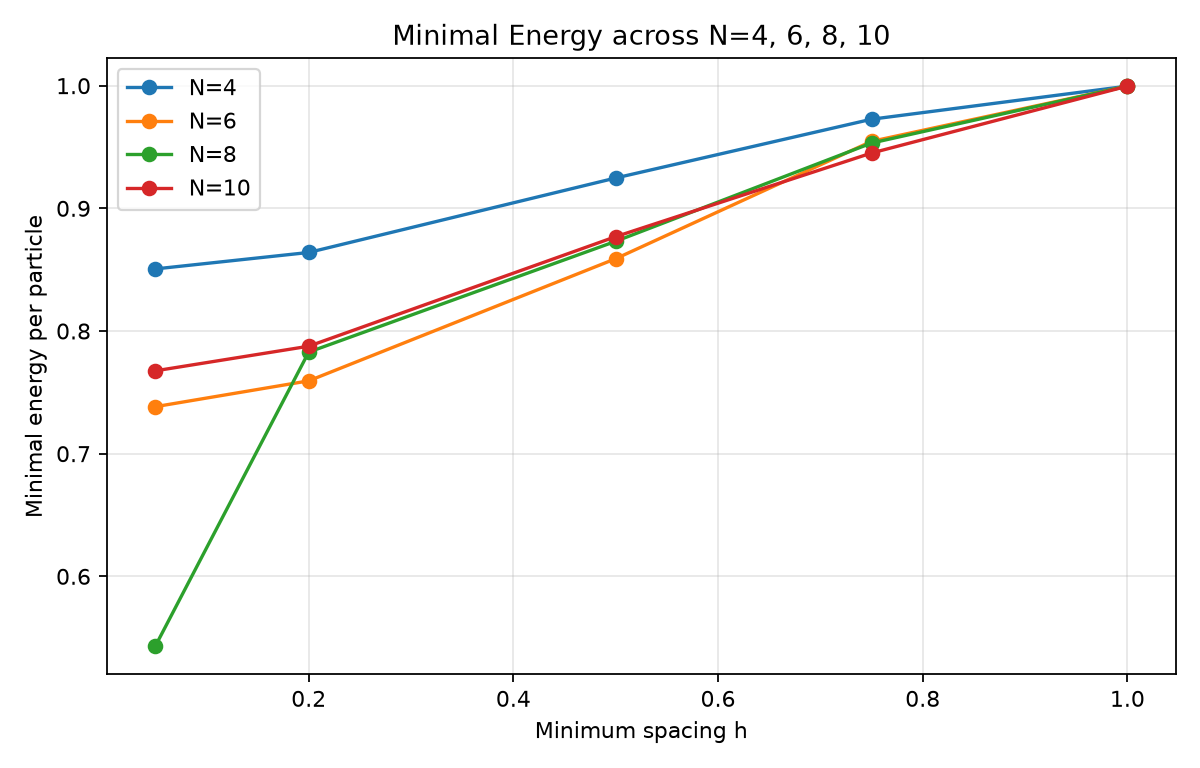 Minimal Energy across N=4, 6, 8, 10
N=4
N=6
N=8
N=10
Minimal energy per particle
1.0
0.9
0.8
0.7
0.6
0.2
0.4
0.6
0.8
1.0
Minimum spacing h